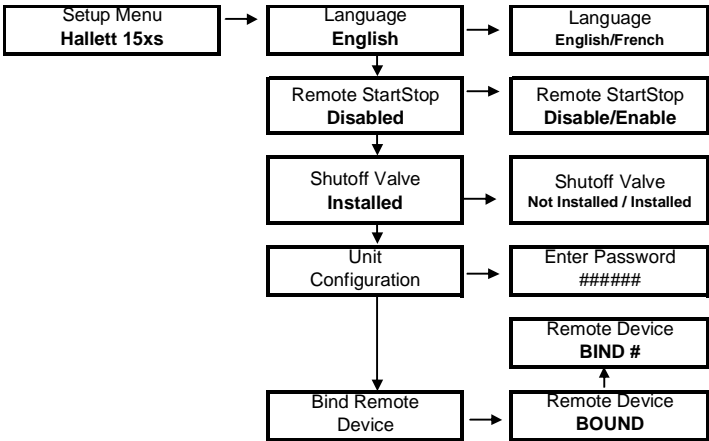 Setup Menu
Hallett 15xs
Language
English
Language
English/French
Remote StartStop
Disabled
Remote StartStop
Disable/Enable
Shutoff Valve
Installed
Shutoff Valve
Not Installed / Installed
Unit
Configuration
Enter Password
######
Remote Device
BIND #
Bind Remote
Device
Remote Device
BOUND